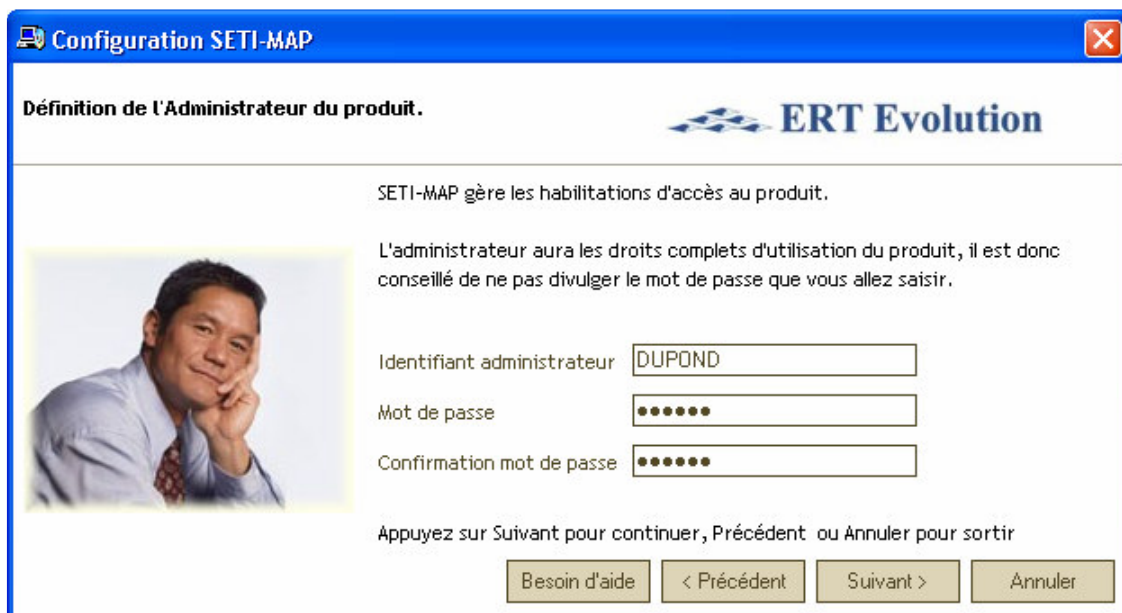 Configuration SETI-MAP
Définition de l'Administrateur du produit.
ERT Evolution
SETI-MAP gère les habilitations d'accès au produit.
L'administrateur aura les droits complets d'utilisation du produit, il est donc
conseillé de ne pas divulger le mot de passe que vous allez saisir.
Identifiant administrateur DUPOND
Mot de passe ●●●●●●
Confirmation mot de passe ●●●●●●
Appuyez sur Suivant pour continuer, Précédent ou Annuler pour sortir
Besoin d'aide < Précédent Suivant > Annuler